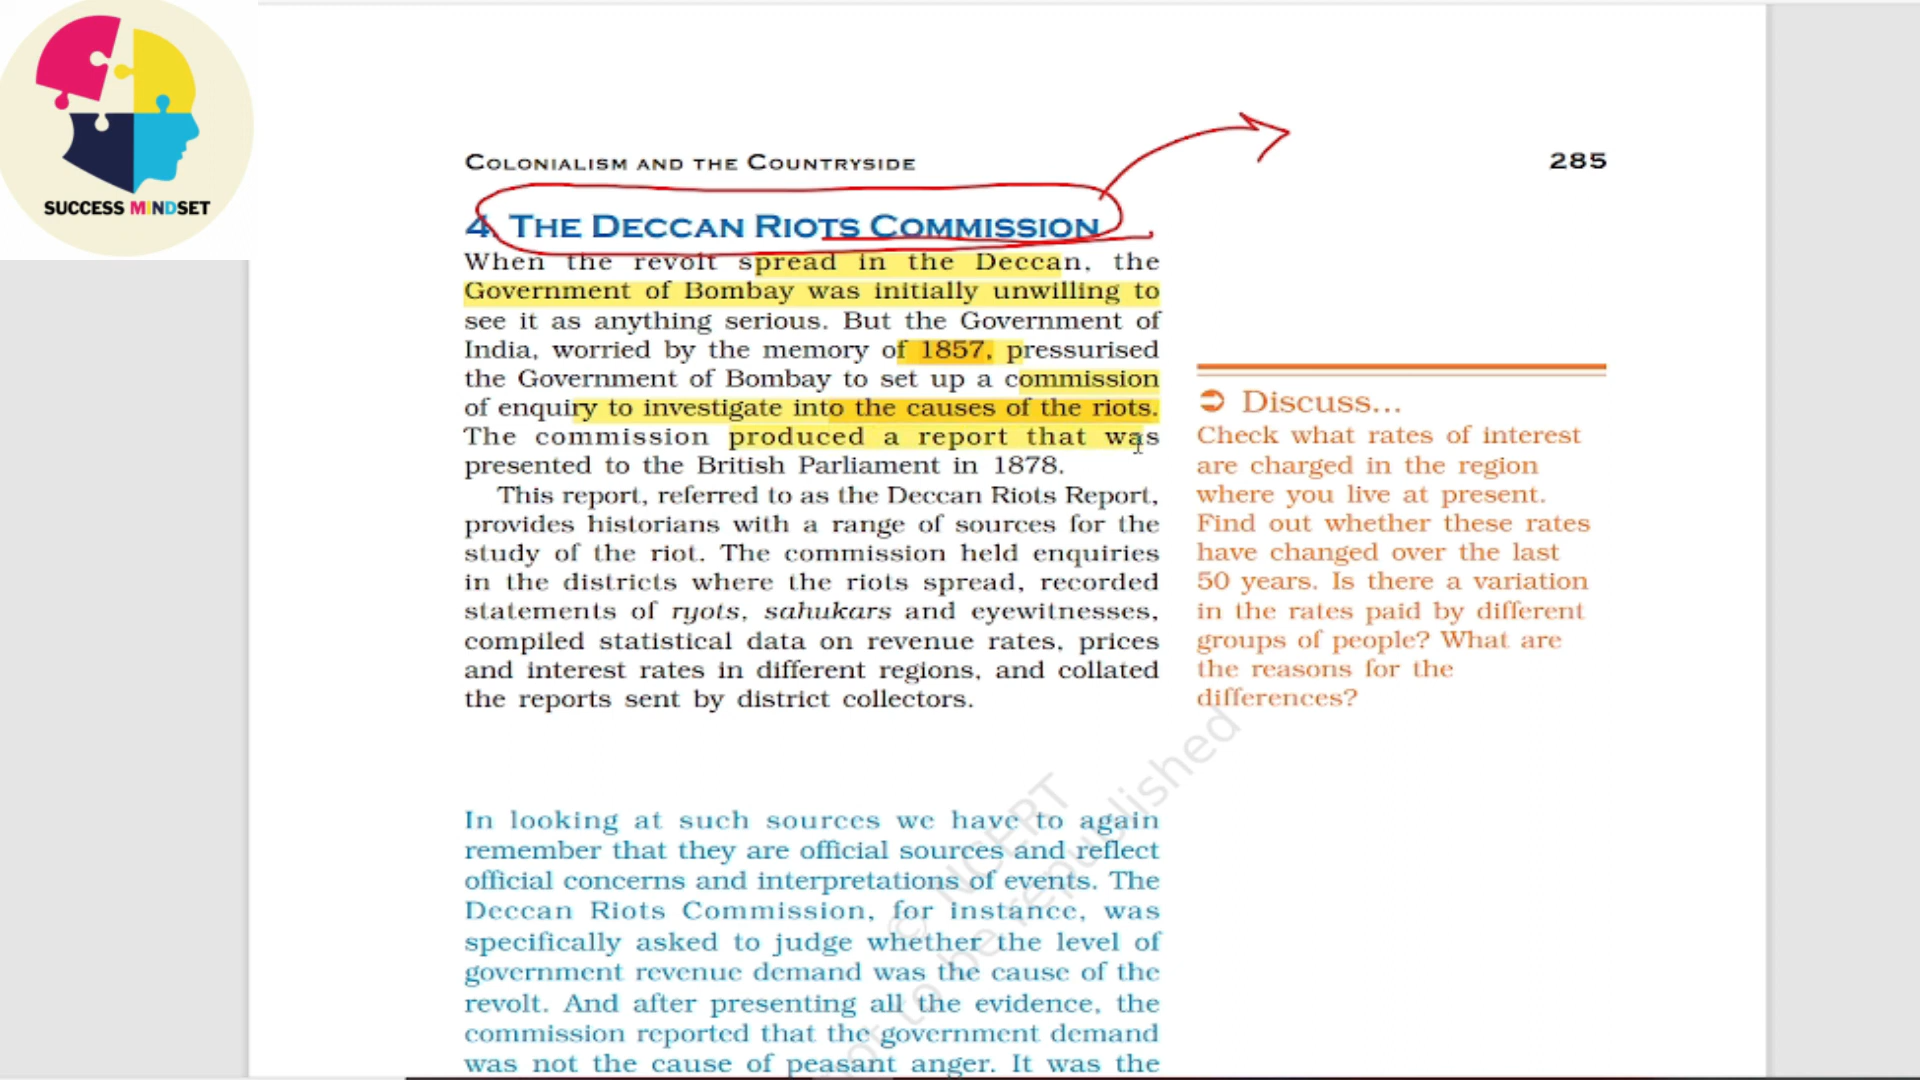 SUCCESS MINDSET
COLONIALISM AND THE COUNTRYSIDE
285
4. THE DECCAN RIOTS COMMISSION
When the revolt spread in the Deccan, the
Government of Bombay was initially unwilling to
see it as anything serious. But the Government of
India, worried by the memory of 1857, pressurised
the Government of Bombay to set up a commission
of enquiry to investigate into the causes of the riots.
The commission produced a report that was
presented to the British Parliament in 1878.
This report, referred to as the Deccan Riots Report,
provides historians with a range of sources for the
study of the riot. The commission held enquiries
in the districts where the riots spread, recorded
statements of ryots, sahukars and eyewitnesses,
compiled statistical data on revenue rates, prices
and interest rates in different regions, and collated
the reports sent by district collectors.
In looking at such sources we have to again
remember that they are official sources and reflect
official concerns and interpretations of events. The
Deccan Riots Commission, for instance, was
specifically asked to judge whether the level of
government revenue demand was the cause of the
revolt. And after presenting all the evidence, the
commission reported that the government demand
was not the cause of peasant anger. It was the
Discuss...
Check what rates of interest
are charged in the region
where you live at present.
Find out whether these rates
have changed over the last
50 years. Is there a variation
in the rates paid by different
groups of people? What are
the reasons for the
differences?
© NCERT
not to be republished